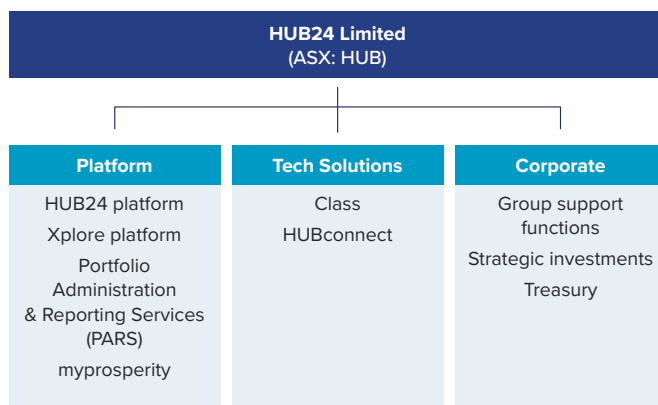 HUB24 Limited
(ASX: HUB)
Platform
HUB24 platform
Xplore platform
Portfolio
Administration
& Reporting Services
(PARS)
myprosperity
Tech Solutions
Class
HUBconnect
Corporate
Group support
functions
Strategic investments
Treasury